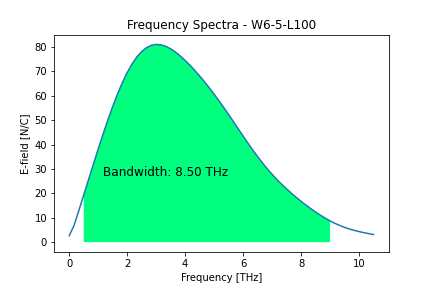 Frequency Spectra - W6-5-L100
80
70
60
50
40
30
20
10
0
E-field [N/C]
Bandwidth: 8.50 THz
0 2 4 6 8 10
Frequency [THz]